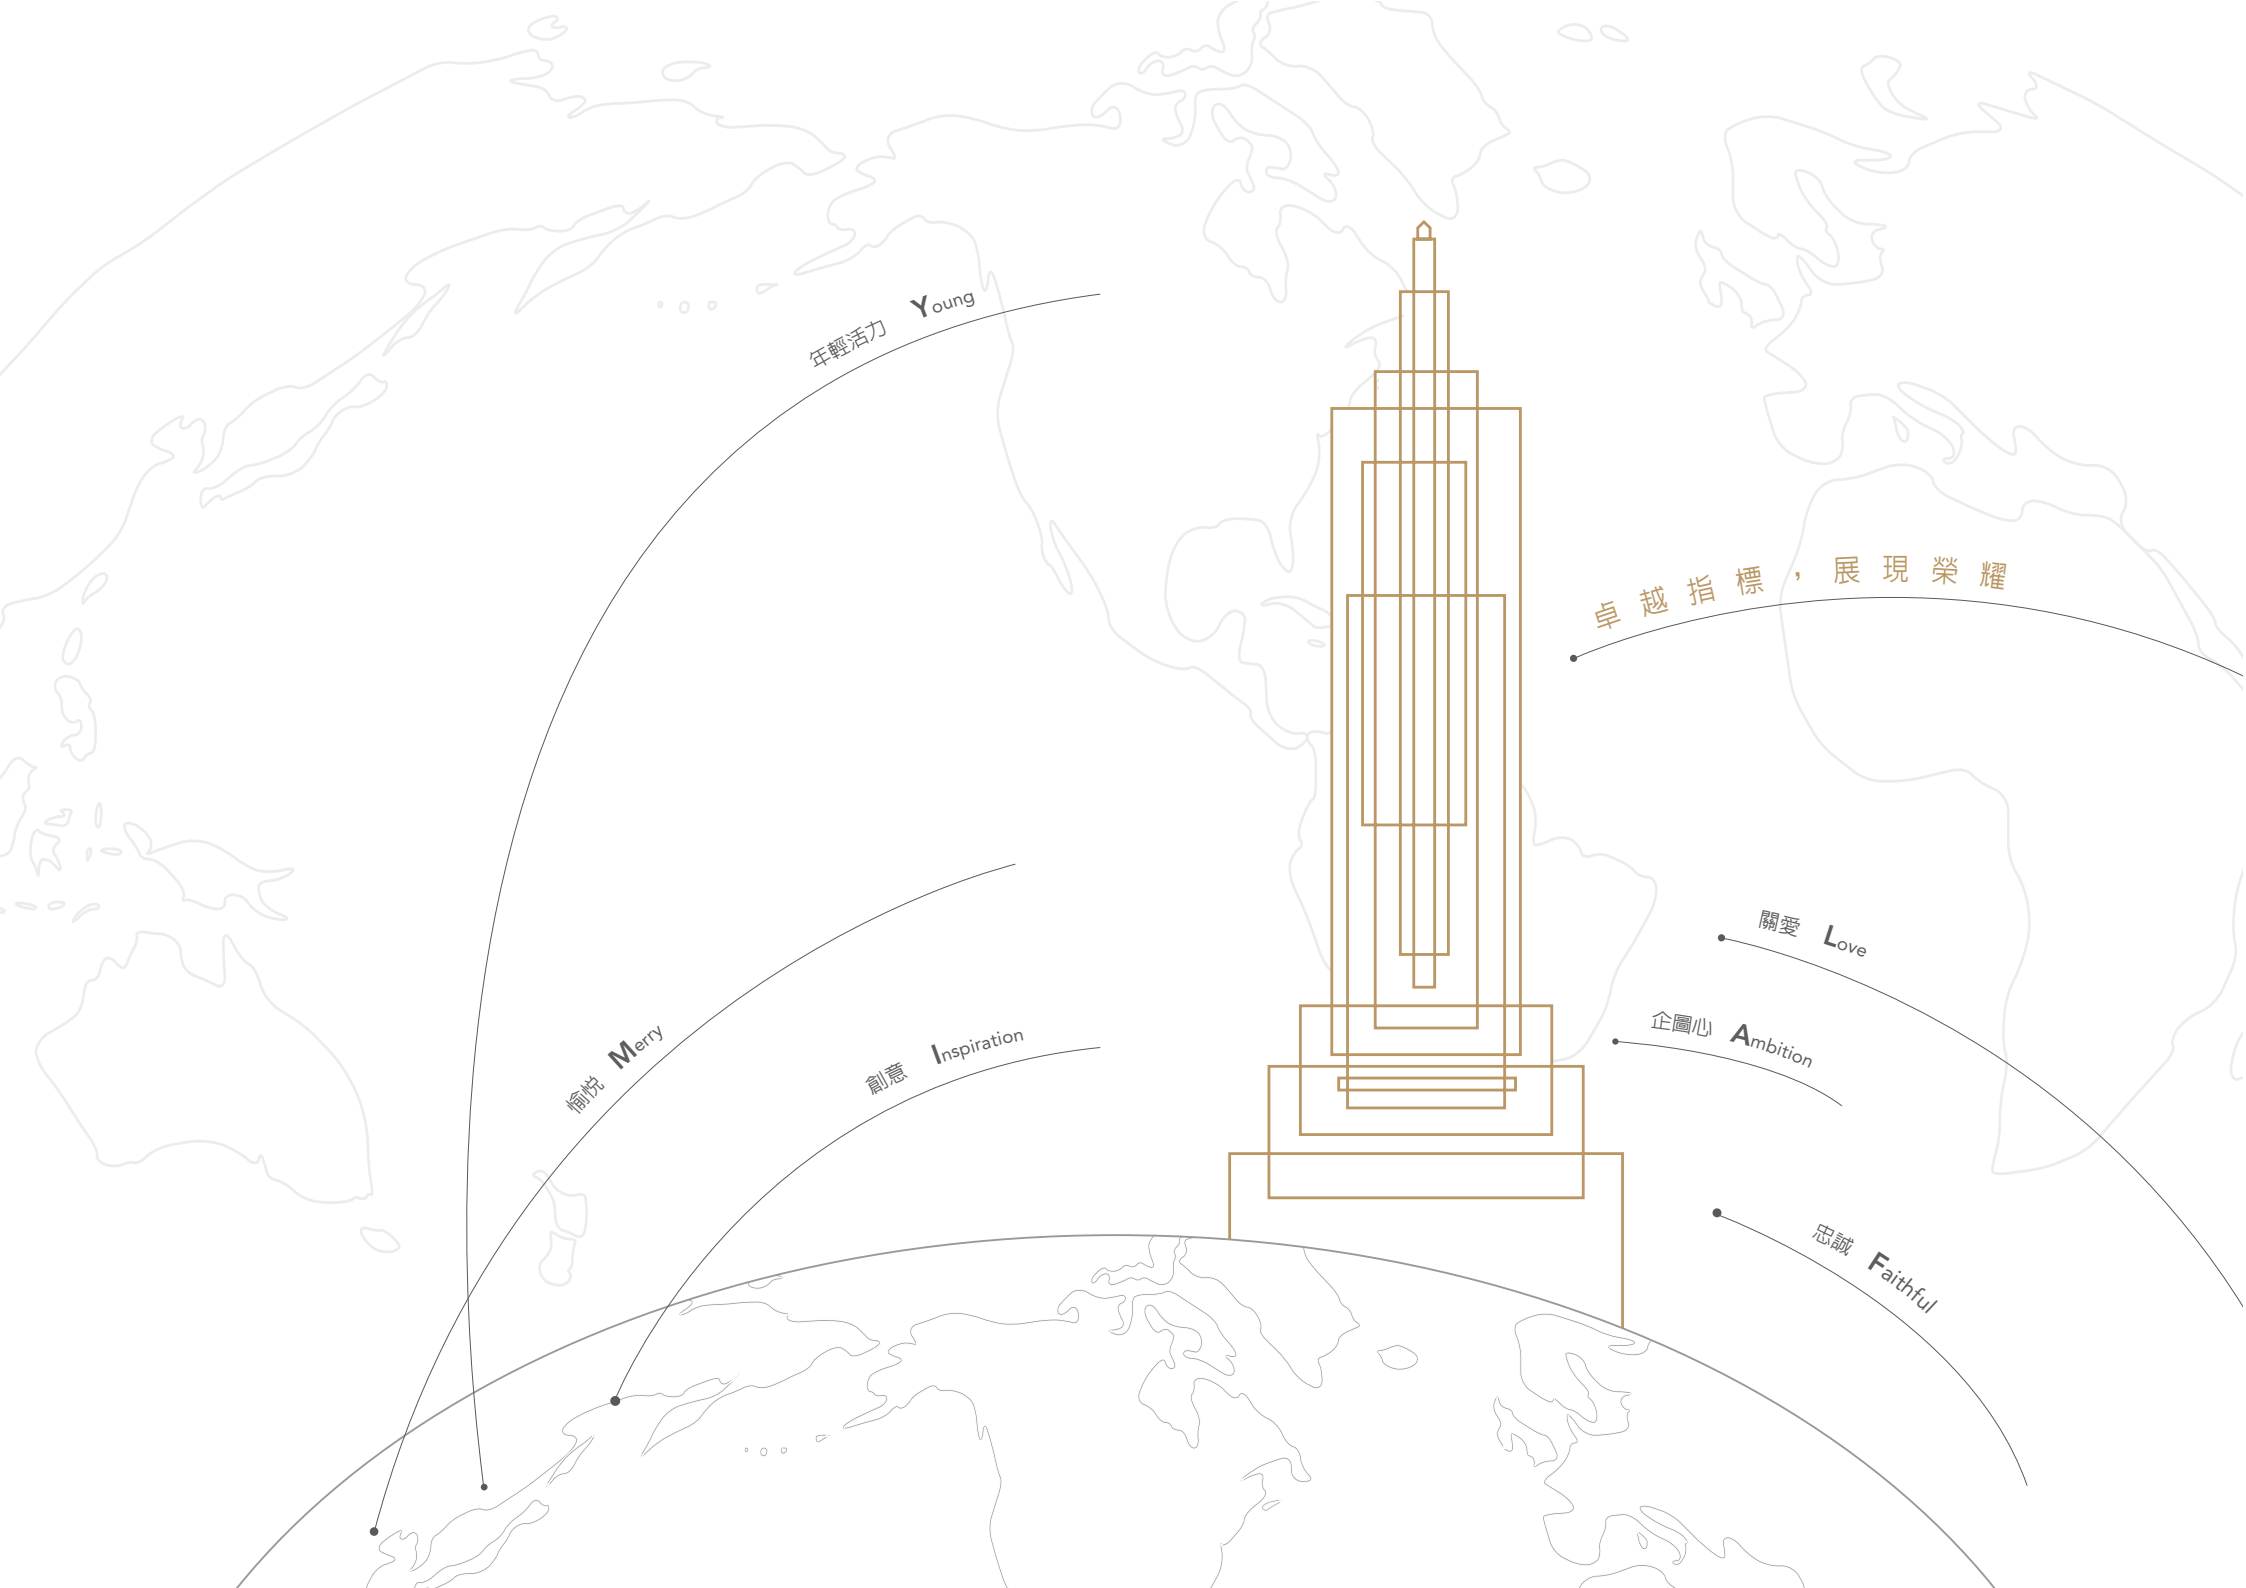 年輕活力 Young
卓越指標，展現榮耀
關愛 Love
企圖心 Ambition
愉悅 Merry
創意 Inspiration
忠誠 Faithful